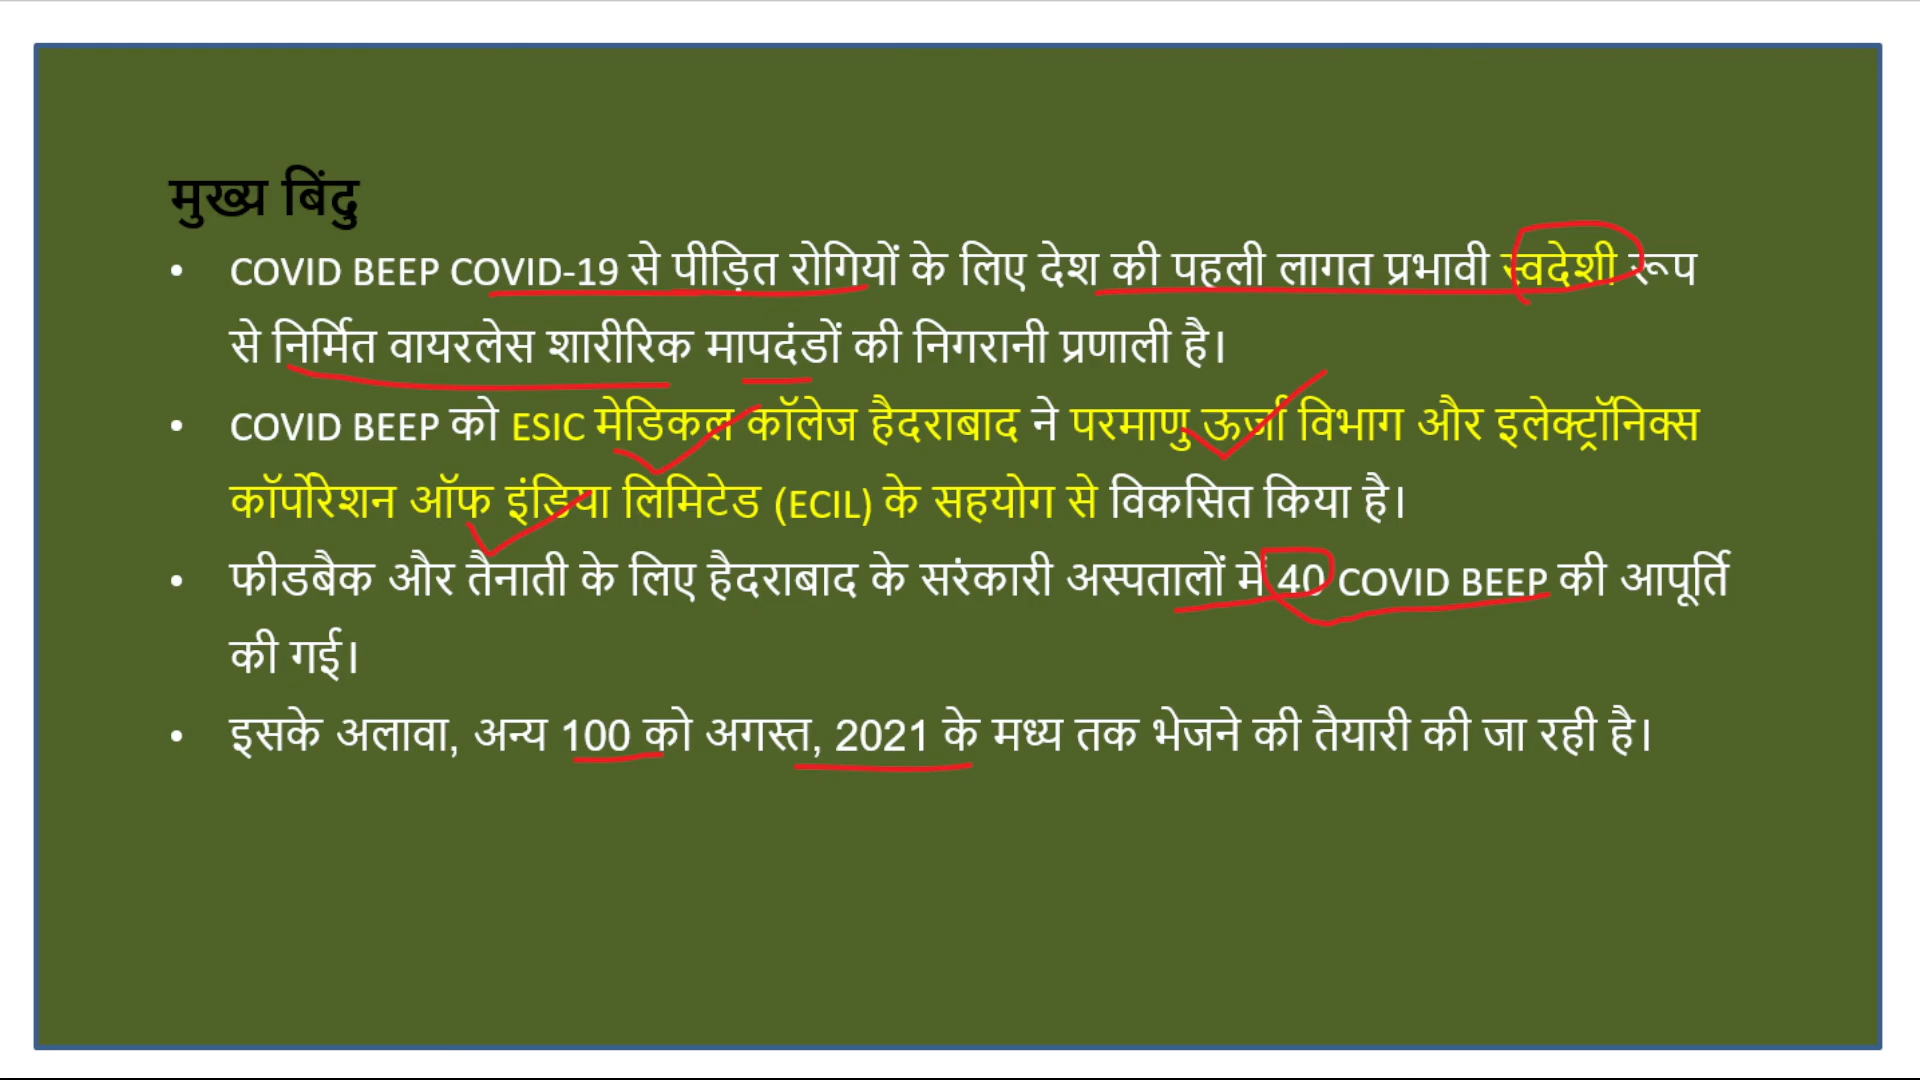 मुख्य बिंदु
• COVID BEEP COVID-19 से पीड़ित रोगियों के लिए देश की पहली लागत प्रभावी स्वदेशी रूप
से निर्मित वायरलेस शारीरिक मापदंडों की निगरानी प्रणाली है।
• COVID BEEP को ESIC मेडिकल कॉलेज हैदराबाद ने परमाणु ऊर्जा विभाग और इलेक्ट्रॉनिक्स
कॉर्पोरेशन ऑफ इंडिया लिमिटेड (ECIL) के सहयोग से विकसित किया है।
• फीडबैक और तैनाती के लिए हैदराबाद के सरंकारी अस्पतालों में 40 COVID BEEP की आपूर्ति
की गई।
• इसके अलावा, अन्य 100 को अगस्त, 2021 के मध्य तक भेजने की तैयारी की जा रही है।